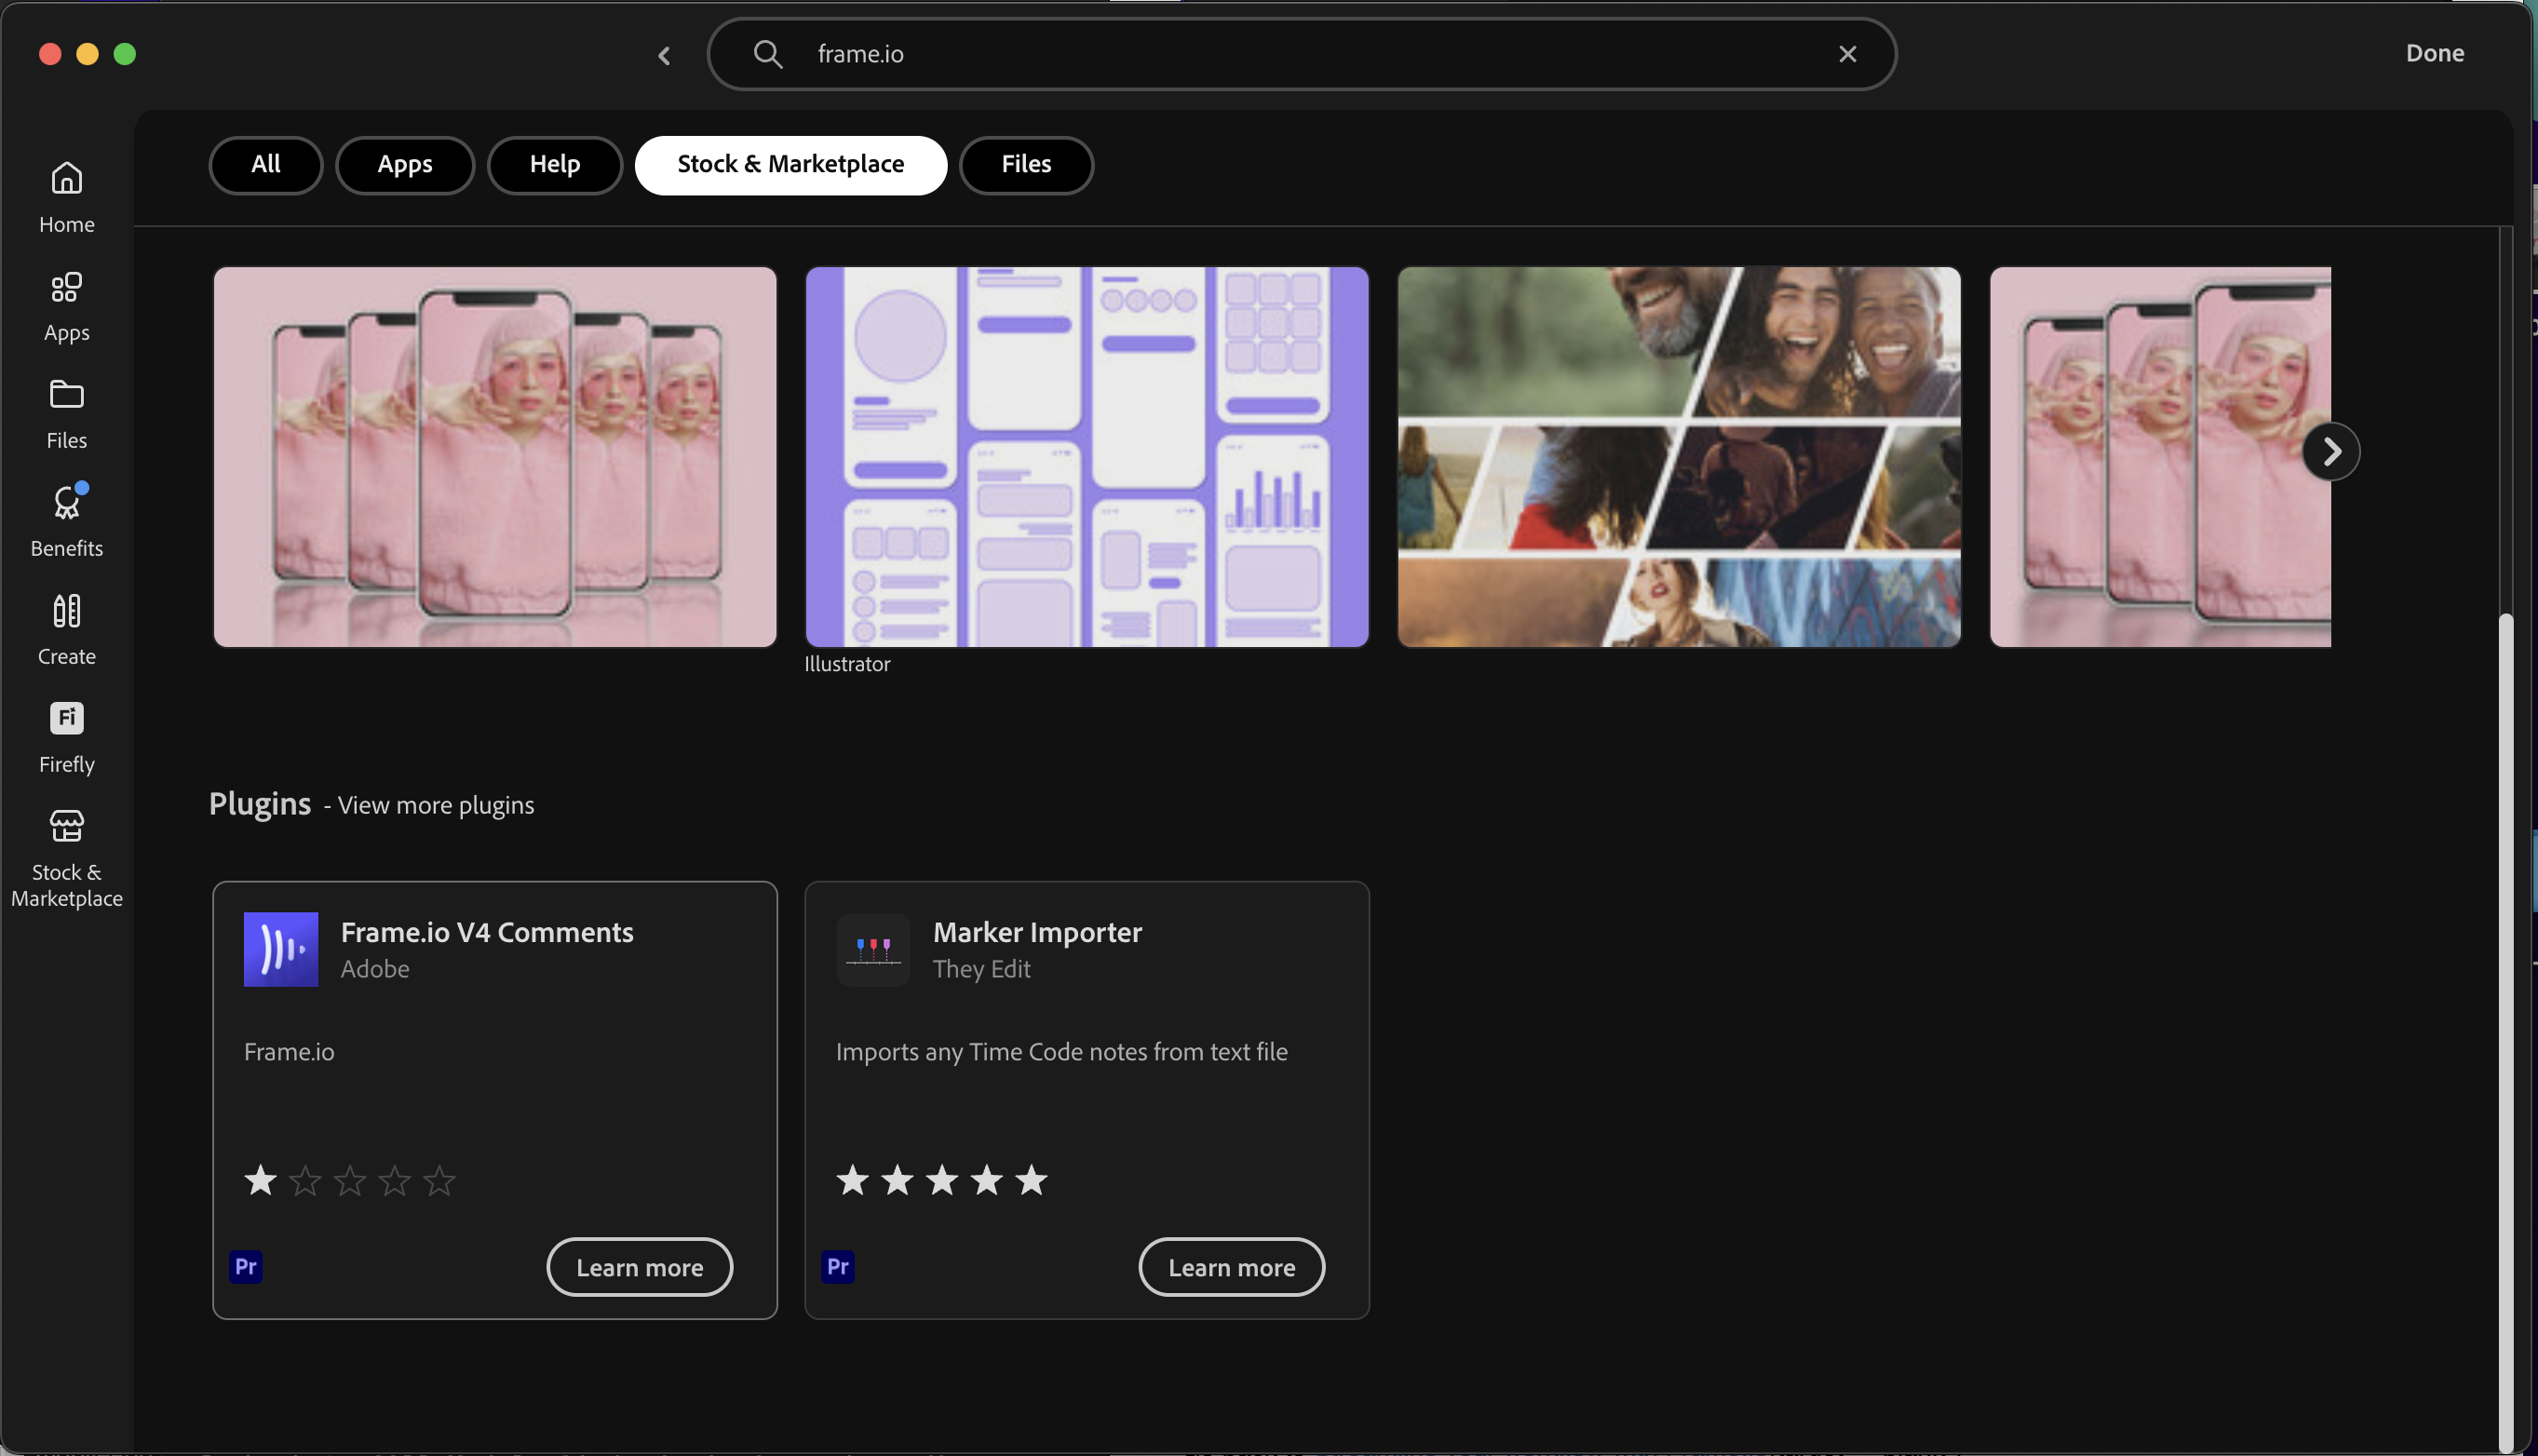 frame.io
Done
All
Apps
Help
Stock & Marketplace
Files
Home
Apps
Files
Benefits
Create
Fi
Firefly
Stock &
Marketplace
Illustrator
Plugins - View more plugins
Frame.io V4 Comments
Adobe
Frame.io
Pr
Learn more
Marker Importer
They Edit
Imports any Time Code notes from text file
Pr
Learn more